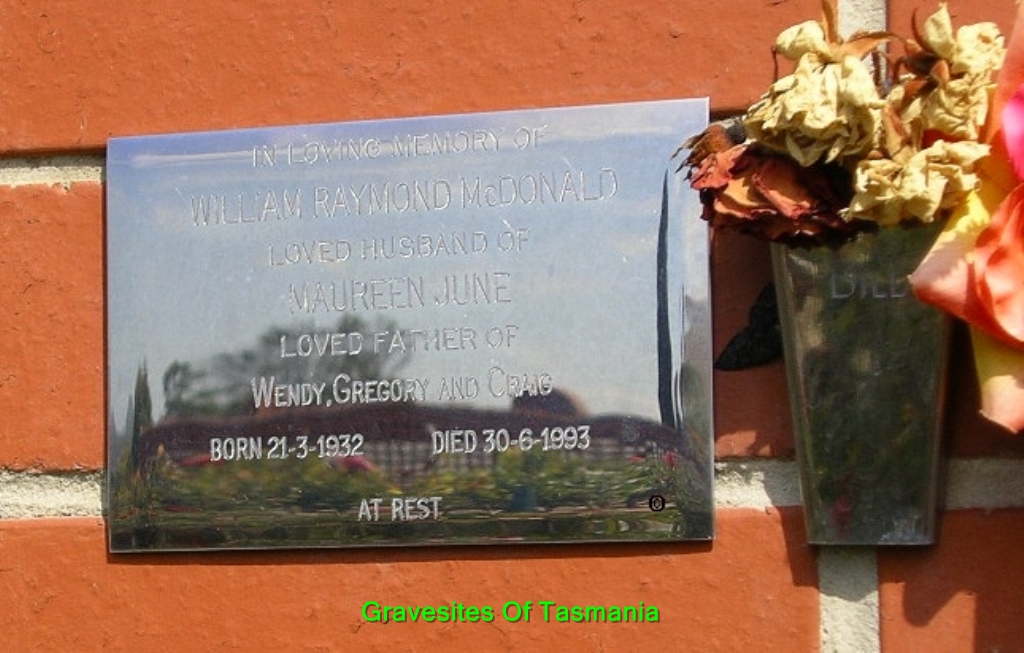 IN LOVING MEMORY OF
WILLIAM RAYMOND McDONALD
LOVED HUSBAND OF
MAUREEN JUNE
LOVED FATHER OF
WENDY, GREGORY AND CRAIG
BORN 21-3-1932 DIED 30-6-1993
AT REST
©
BILL
Gravesites Of Tasmania